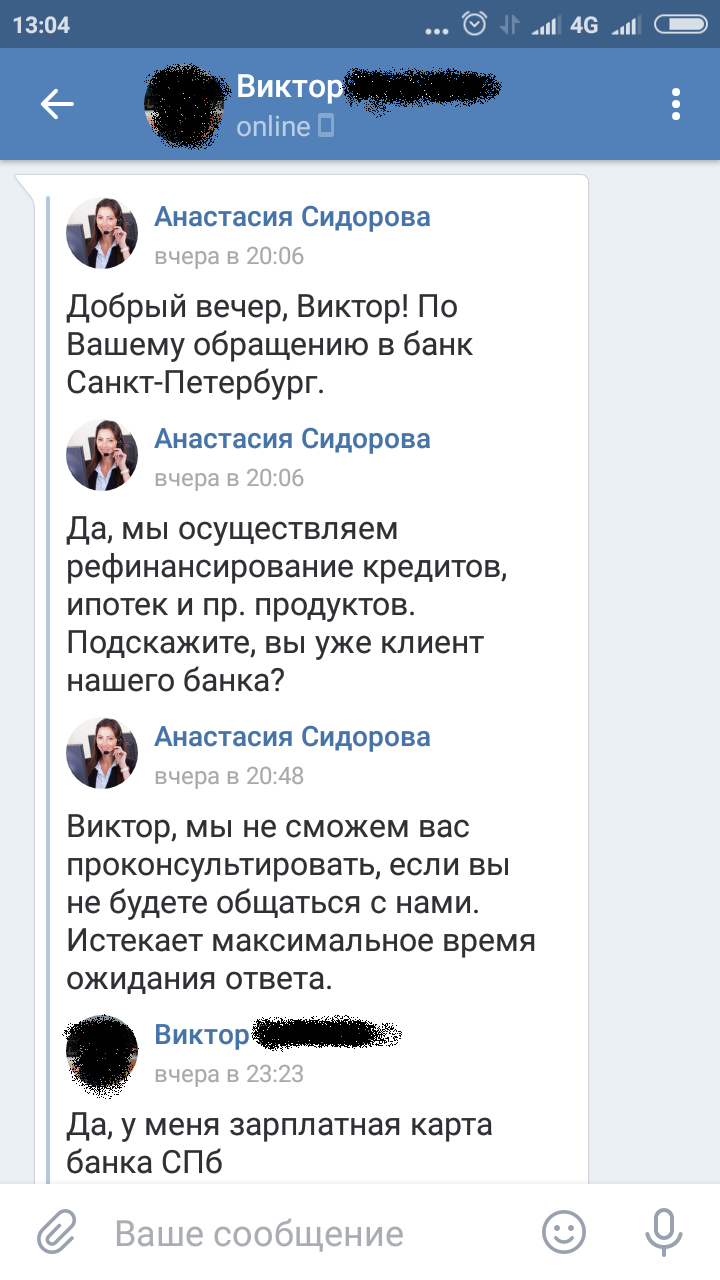 13:04
4G
Виктор
online
Анастасия Сидорова
вчера в 20:06
Добрый вечер, Виктор! По
Вашему обращению в банк
Санкт-Петербург.
Анастасия Сидорова
вчера в 20:06
Да, мы осуществляем
рефинансирование кредитов,
ипотек и пр. продуктов.
Подскажите, вы уже клиент
нашего банка?
Анастасия Сидорова
вчера в 20:48
Виктор, мы не сможем вас
проконсультировать, если вы
не будете общаться с нами.
Истекает максимальное время
ожидания ответа.
Виктор
вчера в 23:23
Да, у меня зарплатная карта
банка СПб
Ваше сообщение